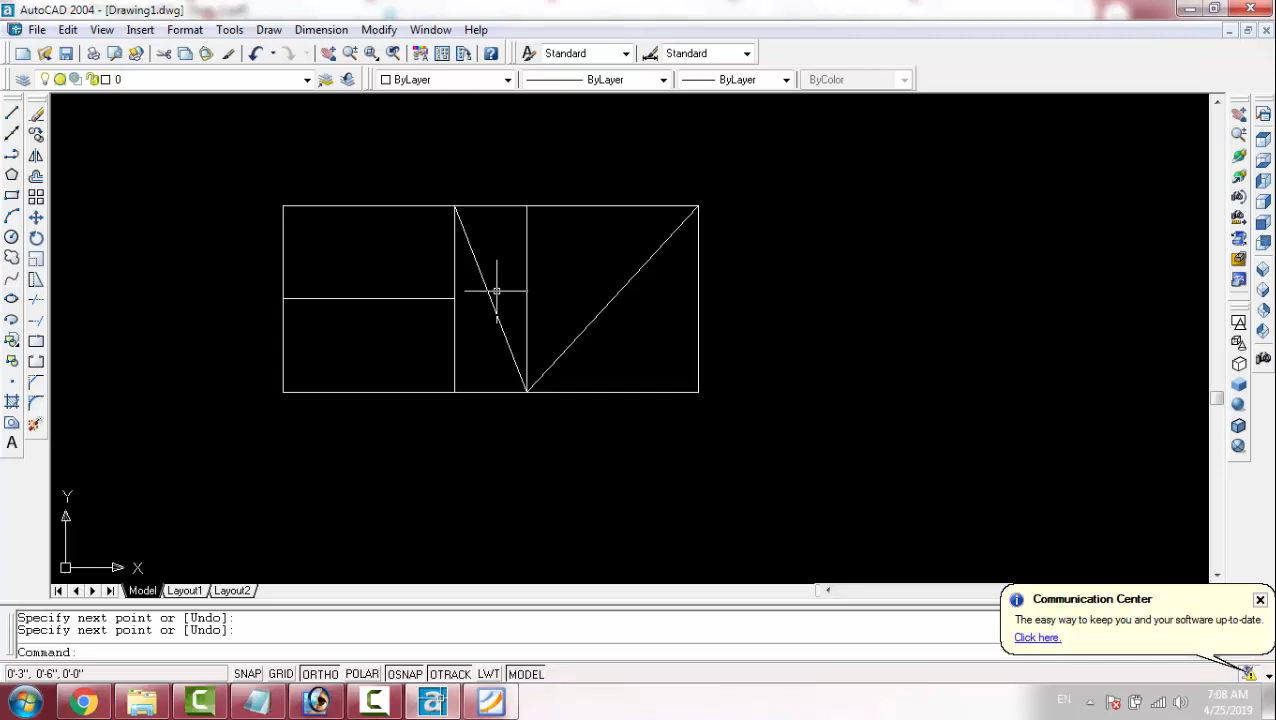 AutoCAD 2004 - [Drawing1.dwg]
File Edit View Insert Format Tools Draw Dimension Modify Window Help
Standard Standard
0 ByLayer ByLayer ByLayer ByColor
A
Y
X
Model Layout1 Layout2
Specify next point or [Undo]:
Specify next point or [Undo]:
Command:
Communication Center
The easy way to keep you and your software up-to-date.
Click here.
0'-3", 0'-6", 0'-0" SNAP GRID ORTHO POLAR OSNAP OTRACK LWT MODEL
EN
7:08 AM
4/25/2019